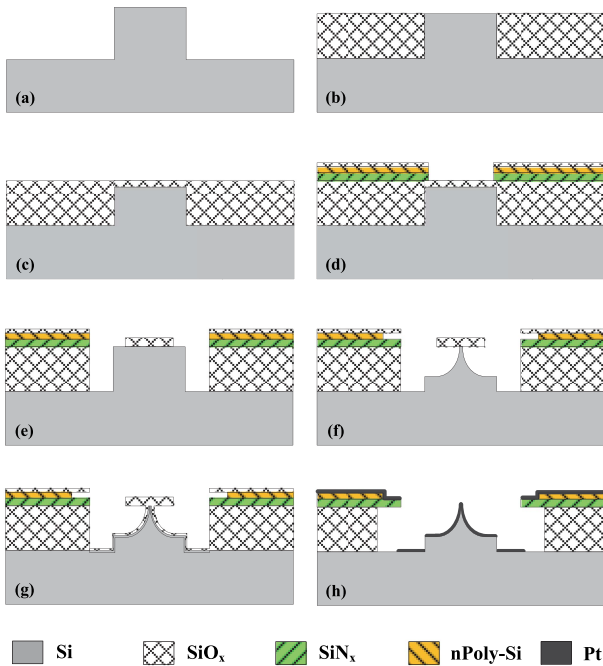 (a)
(b)
(c)
(d)
(e)
(f)
(g)
(h)
Si SiOx SiNx nPoly-Si Pt